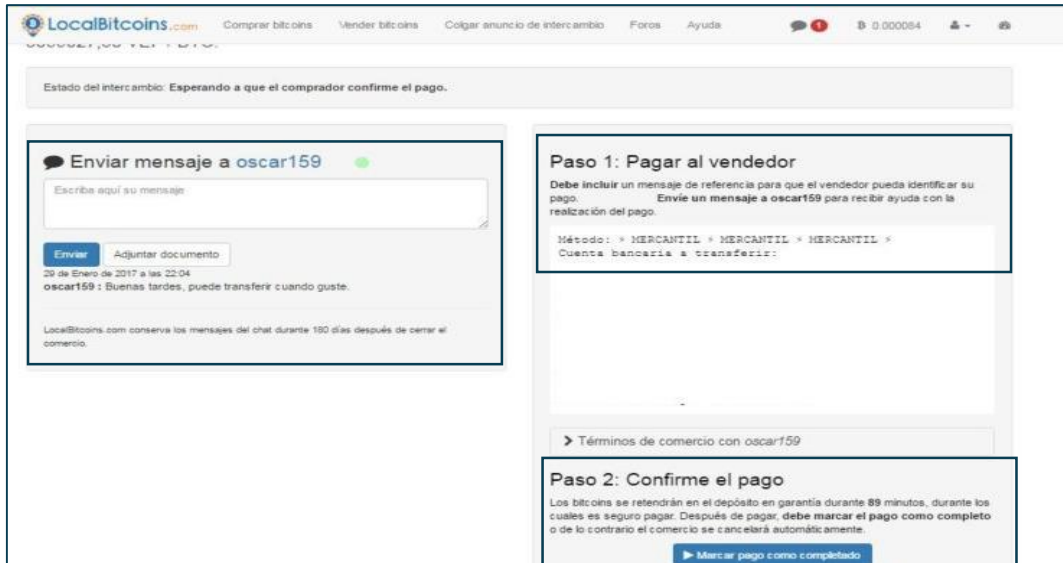 LocalBitcoins.com Comprar bitcoins Vender bitcoins Colgar anuncio de intercambio Foros Ayuda 1 B 0.000084
Estado del intercambio: Esperando a que el comprador confirme el pago.
Enviar mensaje a oscar159
Escriba aquí su mensaje
Enviar Adjuntar documento
29 de Enero de 2017 a las 22:04
oscar159 : Buenas tardes, puede transferir cuando guste.
LocalBitcoins.com conserva los mensajes del chat durante 180 días después de cerrar el
comercio.
Paso 1: Pagar al vendedor
Debe incluir un mensaje de referencia para que el vendedor pueda identificar su
pago. Envíe un mensaje a oscar159 para recibir ayuda con la
realización del pago.
Método: > MERCANTIL > MERCANTIL > MERCANTIL >
Cuenta bancaria a transferir:
Términos de comercio con oscar159
Paso 2: Confirme el pago
Los bitcoins se retendrán en el depósito en garantía durante 89 minutos, durante los
cuales es seguro pagar. Después de pagar, debe marcar el pago como completo
o de lo contrario el comercio se cancelará automáticamente.
Marcar pago como completado